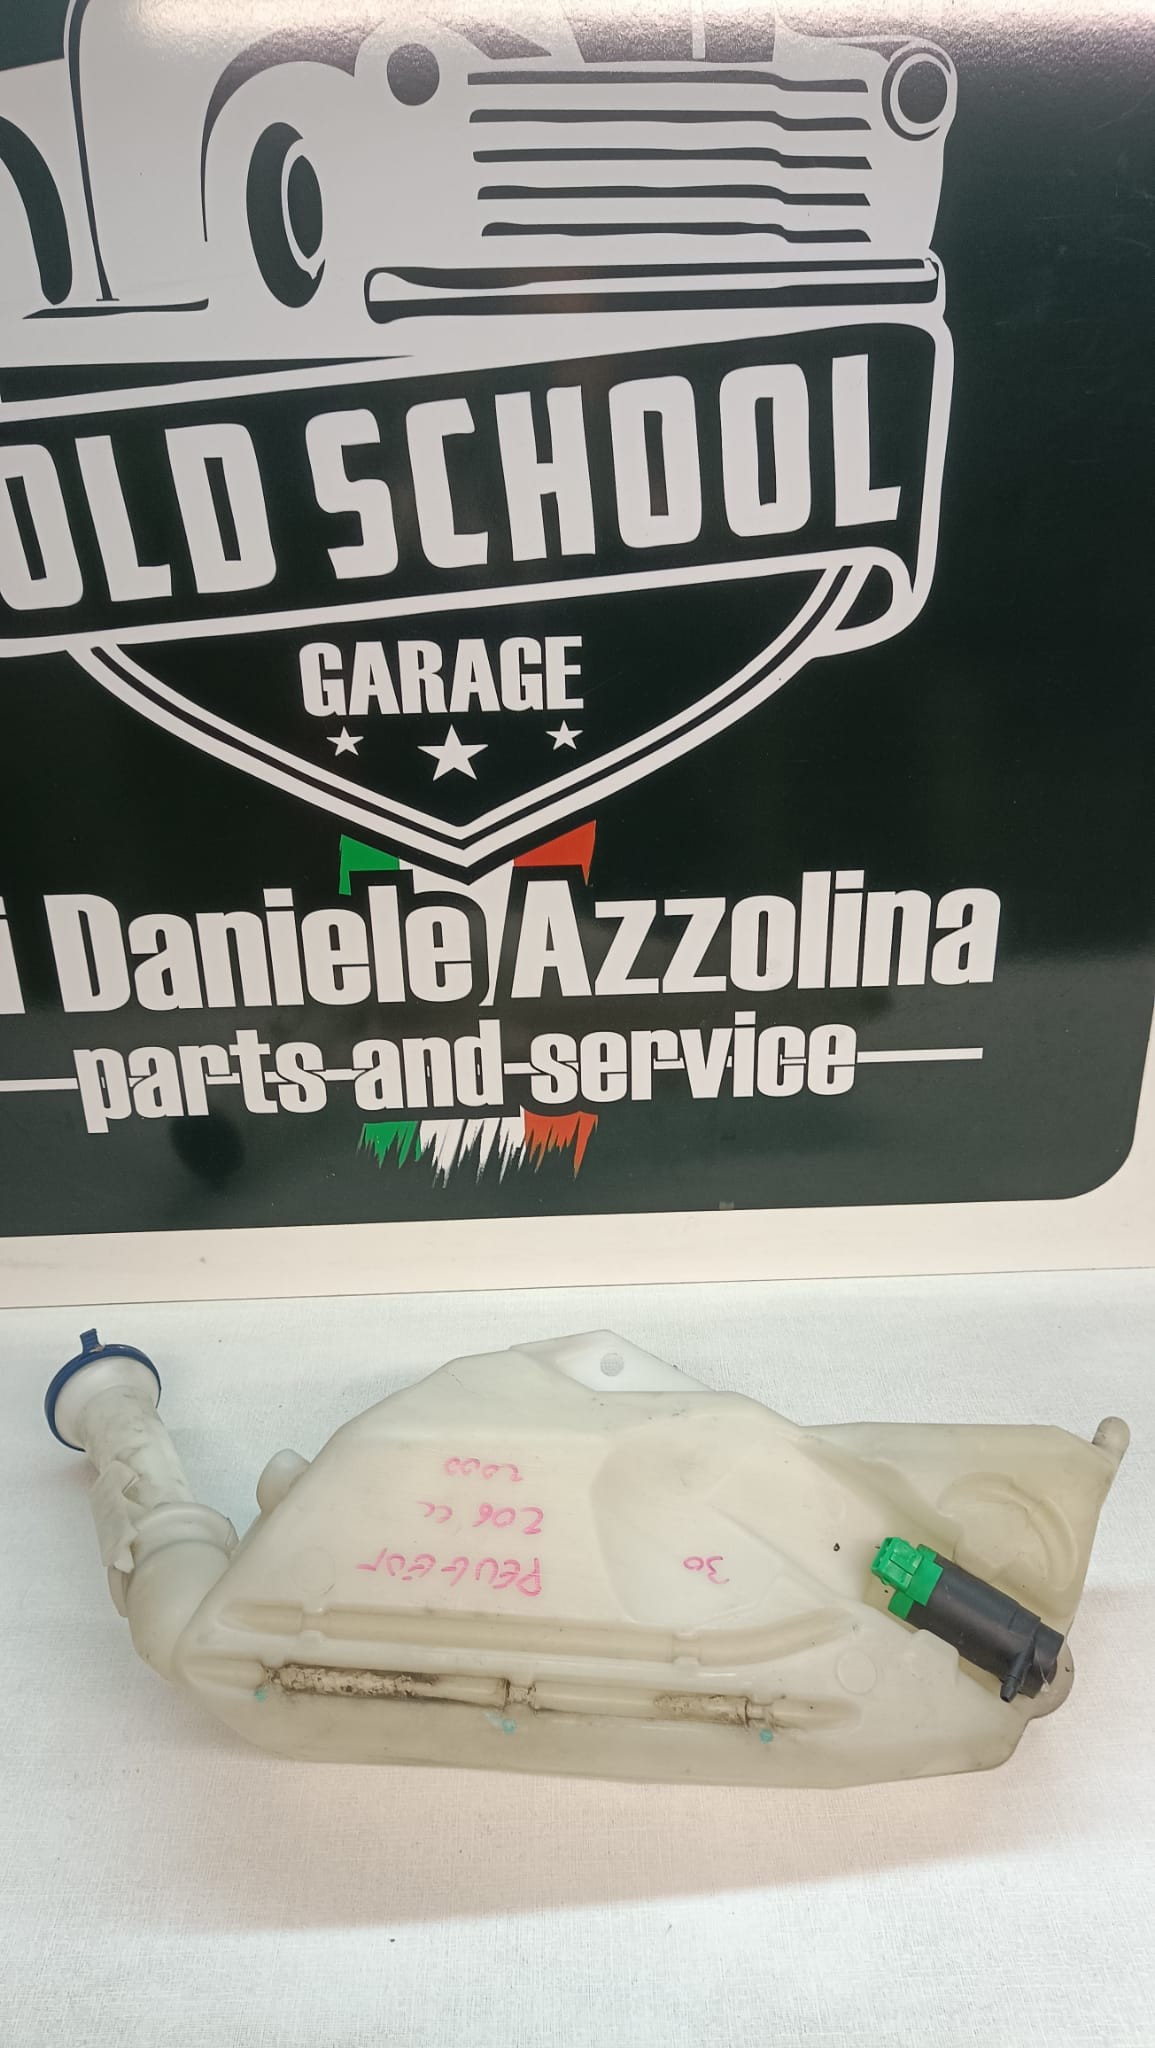 OLD SCHOOL
GARAGE
i Daniele Azzolina
parts and service
PEUGEOT
206 CC
2000
30